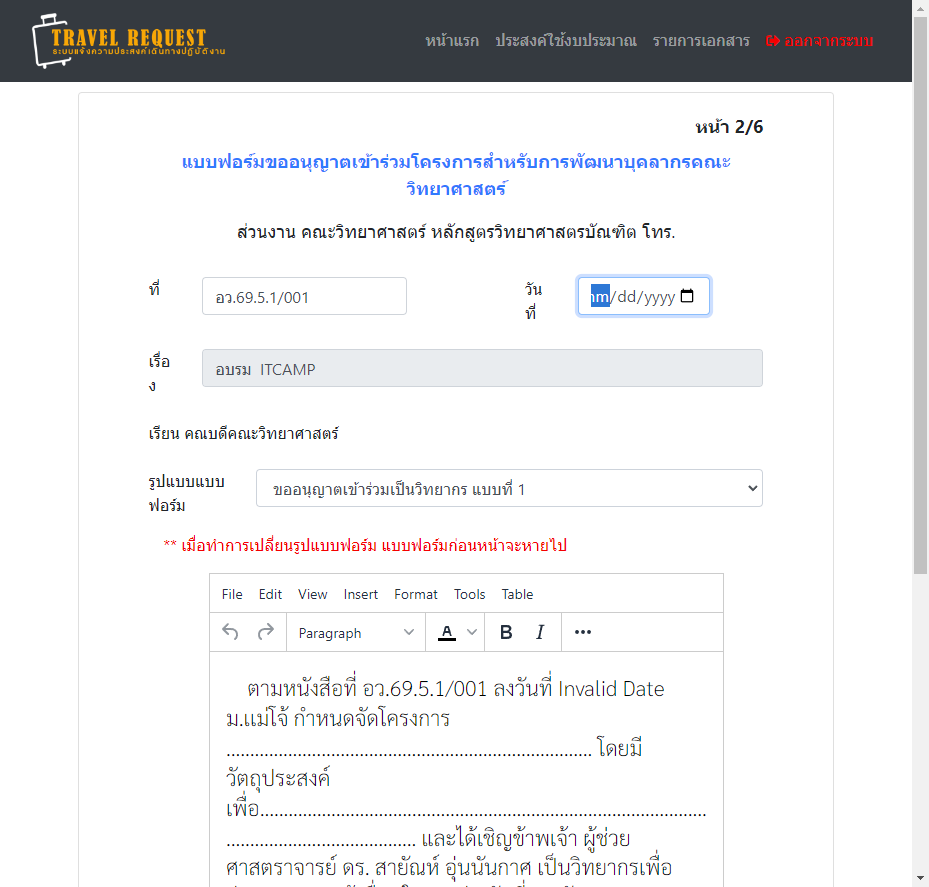 TRAVEL REQUEST
ระบบแจ้งความประสงค์เดินทางปฏิบัติงาน
หน้าแรก ประสงค์ใช้งบประมาณ รายการเอกสาร ออกจากระบบ
หน้า 2/6
แบบฟอร์มขออนุญาตเข้าร่วมโครงการสำหรับการพัฒนาบุคลากรคณะ
วิทยาศาสตร์
ส่วนงาน คณะวิทยาศาสตร์ หลักสูตรวิทยาศาสตรบัณฑิต โทร.
ที่ อว.69.5.1/001 วัน
ที่ mm/dd/yyyy
เรื่อ
ง อบรม ITCAMP
เรียน คณบดีคณะวิทยาศาสตร์
รูปแบบแบบ
ฟอร์ม ขออนุญาตเข้าร่วมเป็นวิทยากร แบบที่ 1
** เมื่อทำการเปลี่ยนรูปแบบฟอร์ม แบบฟอร์มก่อนหน้าจะหายไป
File Edit View Insert Format Tools Table
Paragraph A B I ...
ตามหนังสือที่ อว.69.5.1/001 ลงวันที่ Invalid Date
ม.แม่โจ้ กำหนดจัดโครงการ
............................................................................. โดยมี
วัตถุประสงค์
เพื่อ..............................................................................................
........................................ และได้เชิญข้าพเจ้า ผู้ช่วย
ศาสตราจารย์ ดร. สายัณห์ อุ่นนันกาศ เป็นวิทยากรเพื่อ